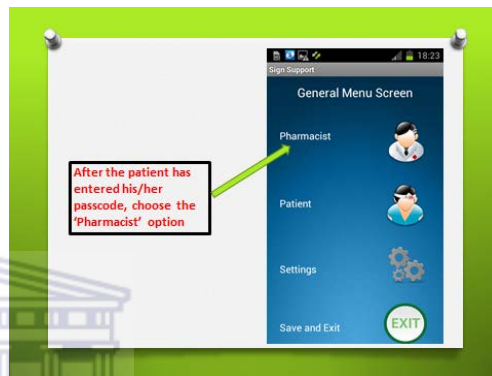 18:23
Sign Support
General Menu Screen
Pharmacist
After the patient has
entered his/her
passcode, choose the
‘Pharmacist’ option
Patient
Settings
Save and Exit
EXIT